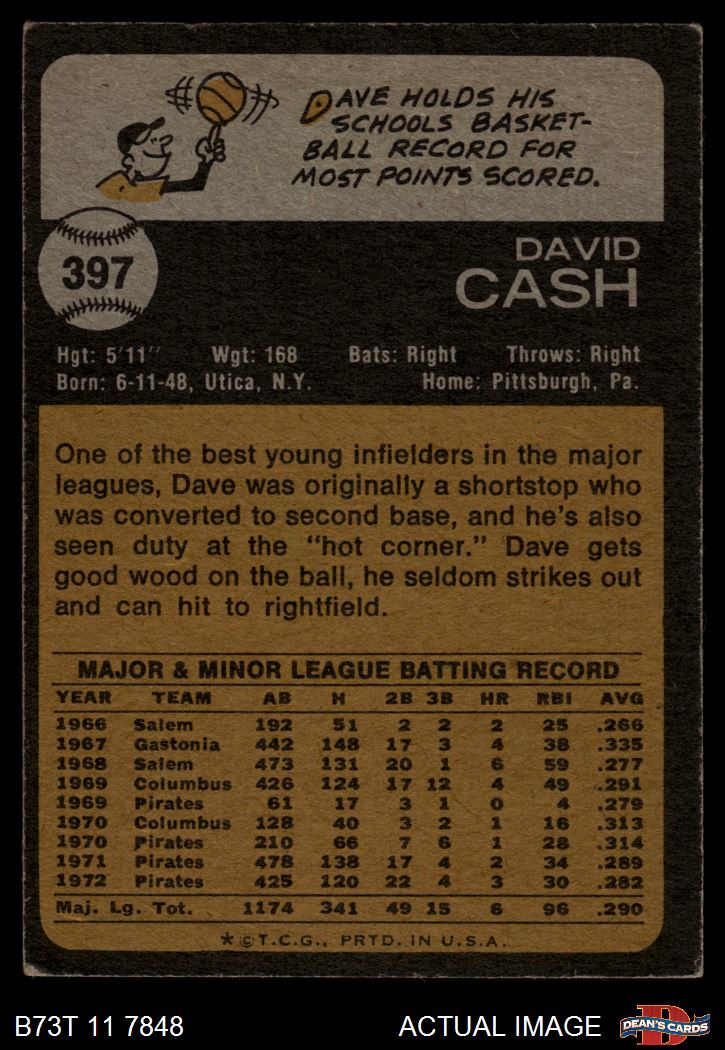 DAVE HOLDS HIS
SCHOOLS BASKET-
BALL RECORD FOR
MOST POINTS SCORED.
397
DAVID
CASH
Hgt: 5'11" Wgt: 168 Bats: Right Throws: Right
Born: 6-11-48, Utica, N.Y. Home: Pittsburgh, Pa.
One of the best young infielders in the major
leagues, Dave was originally a shortstop who
was converted to second base, and he's also
seen duty at the "hot corner." Dave gets
good wood on the ball, he seldom strikes out
and can hit to rightfield.
MAJOR & MINOR LEAGUE BATTING RECORD
YEAR TEAM AB H 2B 3B HR RBI AVG
1966 Salem 192 51 2 2 2 25 .266
1967 Gastonia 442 148 17 3 4 38 .335
1968 Salem 473 131 20 1 6 59 .277
1969 Columbus 426 124 17 12 4 49 .291
1969 Pirates 61 17 3 1 0 4 .279
1970 Columbus 128 40 3 2 1 16 .313
1970 Pirates 210 66 7 6 1 28 .314
1971 Pirates 478 138 17 4 2 34 .289
1972 Pirates 425 120 22 4 3 30 .282
Maj. Lg. Tot. 1174 341 49 15 6 96 .290
*©T.C.G., PRTD. IN U.S.A.
B73T 11 7848 ACTUAL IMAGE D DEAN'S CARDS